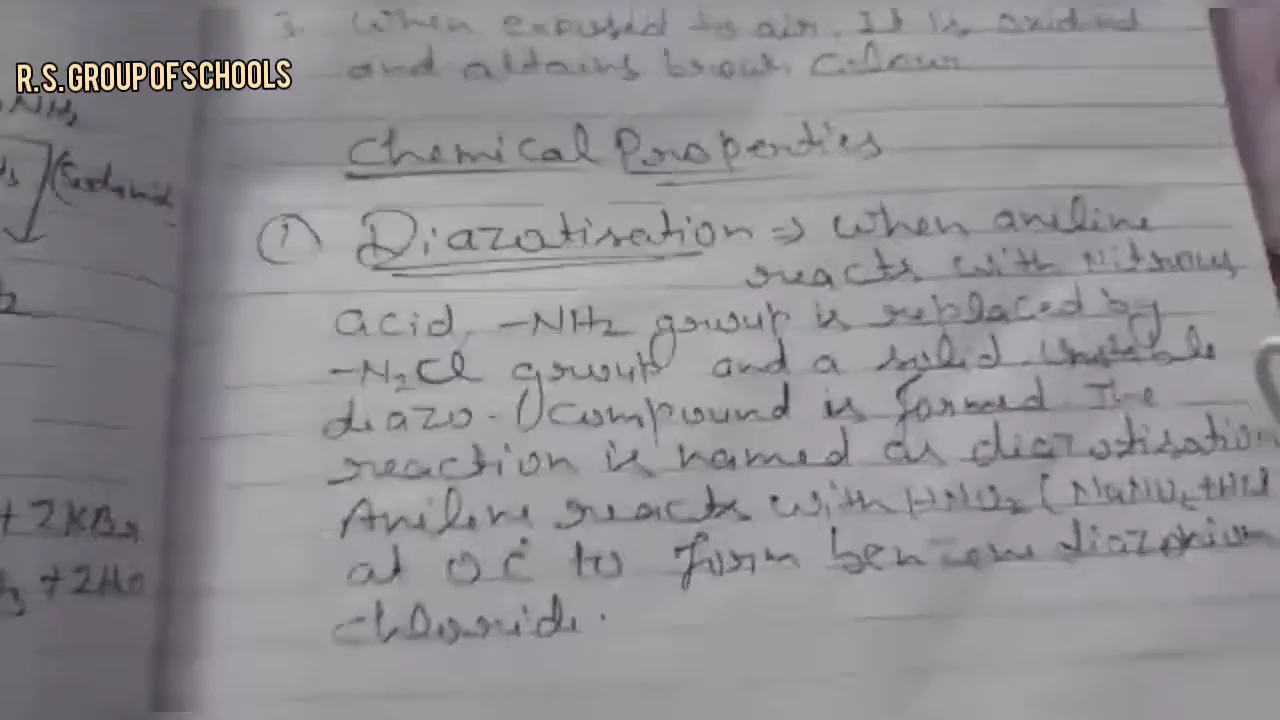 3. When exposed to air. It is oxidised
and attains brown colour
R.S. GROUP OF SCHOOLS
NH2
Chemical Properties
① Diazotisation ⇒ When aniline
reacts with Nitrous
acid, -NH2 group is replaced by
-N2Cl group and a solid unstable
diazo-compound is formed The
reaction is named as diazotisation
+ 2KBr
Aniline reacts with HNO2 (NaNO2 + HCl
at 0°C to form benzene diazonium
+ 2H2O
chloride.